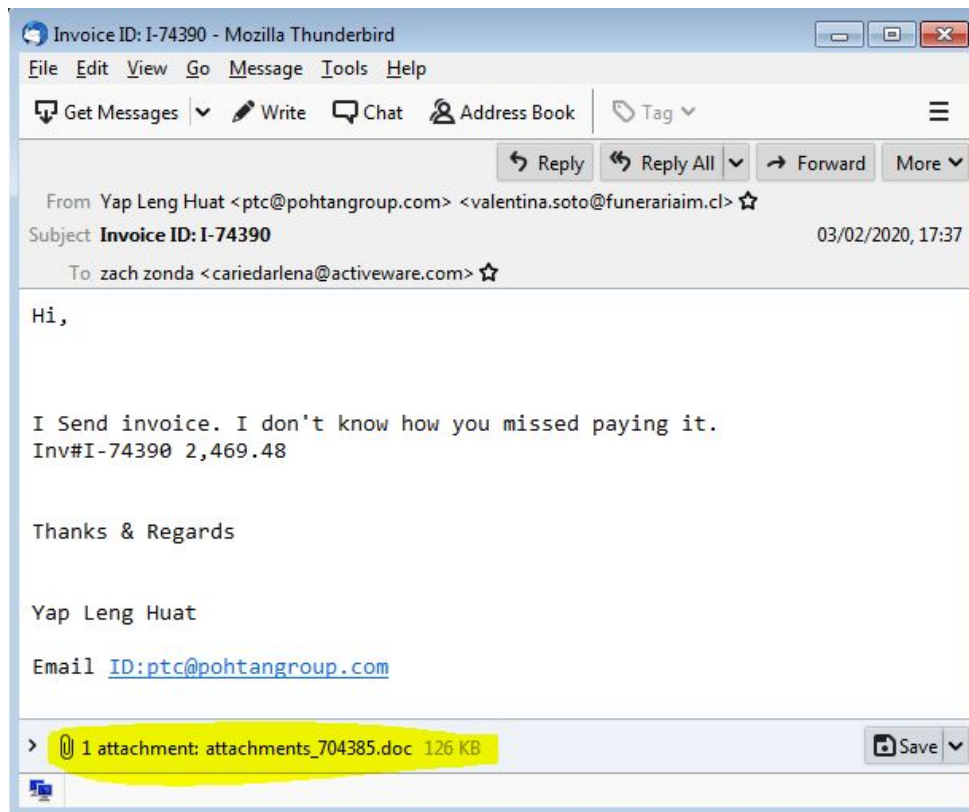 Invoice ID: I-74390 - Mozilla Thunderbird
File Edit View Go Message Tools Help
Get Messages Write Chat Address Book Tag
Reply Reply All Forward More
From Yap Leng Huat <ptc@pohtangroup.com> <valentina.soto@funerariaim.cl>
Subject Invoice ID: I-74390 03/02/2020, 17:37
To zach zonda <cariedarlena@activeware.com>
Hi,
I Send invoice. I don't know how you missed paying it.
Inv#I-74390 2,469.48
Thanks & Regards
Yap Leng Huat
Email ID:ptc@pohtangroup.com
1 attachment: attachments_704385.doc 126 KB Save